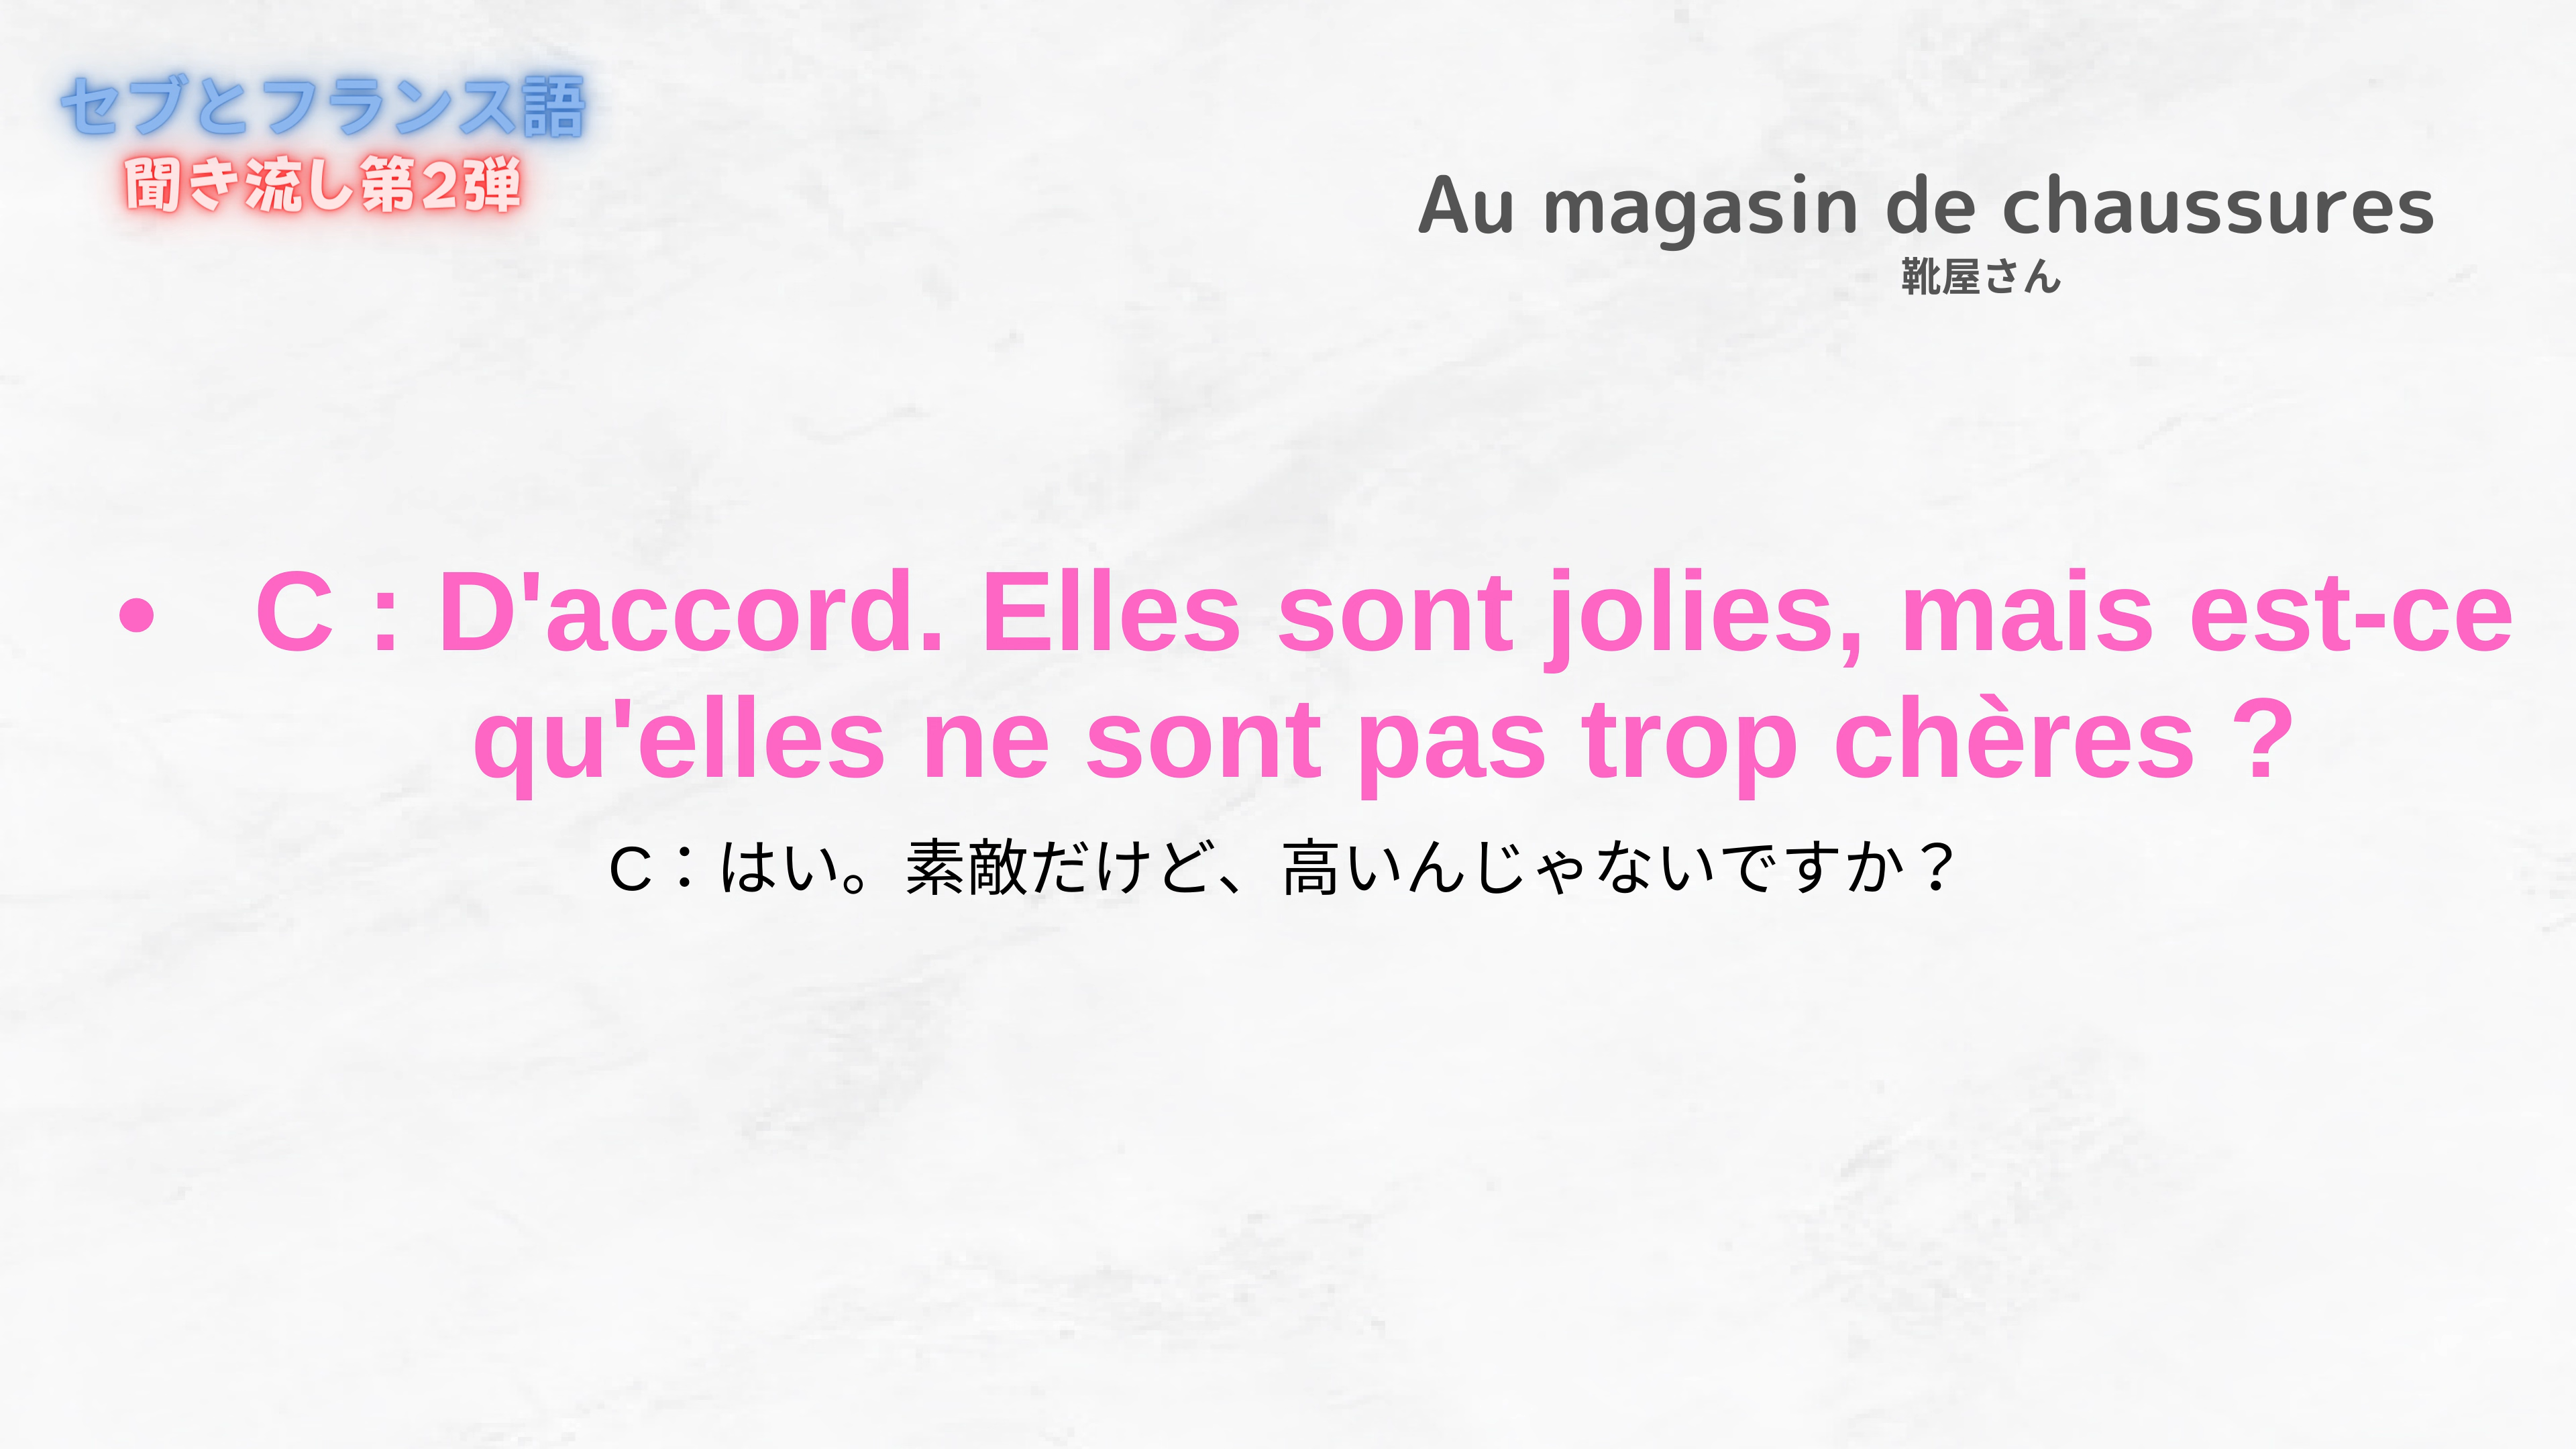 セブとフランス語
聞き流し第2弾
Au magasin de chaussures
靴屋さん
• C : D'accord. Elles sont jolies, mais est-ce
qu'elles ne sont pas trop chères ?
C：はい。素敵だけど、高いんじゃないですか？